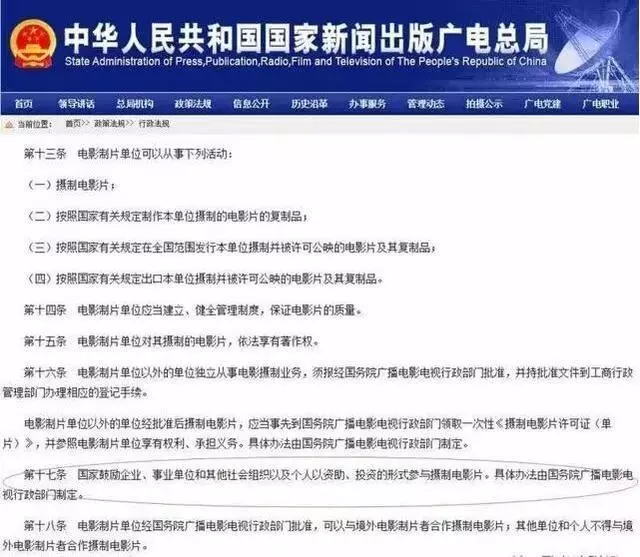 中华人民共和国国家新闻出版广电总局
State Administration of Press,Publication,Radio,Film and Television of The People's Republic of China
首页 领导讲话 总局机构 政策法规 信息公开 历史沿革 办事服务 管理动态 拍摄公示 广电党建 广电职业
当前位置： 首页>> 政策法规>> 行政法规
第十三条 电影制片单位可以从事下列活动：
（一）摄制电影片；
（二）按照国家有关规定制作本单位摄制的电影片的复制品；
（三）按照国家有关规定在全国范围发行本单位摄制并被许可公映的电影片及其复制品；
（四）按照国家有关规定出口本单位摄制并被许可公映的电影片及其复制品。
第十四条 电影制片单位应当建立、健全管理制度，保证电影片的质量。
第十五条 电影制片单位对其摄制的电影片，依法享有著作权。
第十六条 电影制片单位以外的单位独立从事电影摄制业务，须报经国务院广播电影电视行政部门批准，并持批准文件到工商行政
管理部门办理相应的登记手续。
电影制片单位以外的单位经批准后摄制电影片，应当事先到国务院广播电影电视行政部门领取一次性《摄制电影片许可证（单
片）》，并参照电影制片单位享有权利、承担义务。具体办法由国务院广播电影电视行政部门制定。
第十七条 国家鼓励企业、事业单位和其他社会组织以及个人以资助、投资的形式参与摄制电影片。具体办法由国务院广播电影电
视行政部门制定。
第十八条 电影制片单位经国务院广播电影电视行政部门批准，可以与境外电影制片者合作摄制电影片；其他单位和个人不得与境
外电影制片者合作摄制电影片。